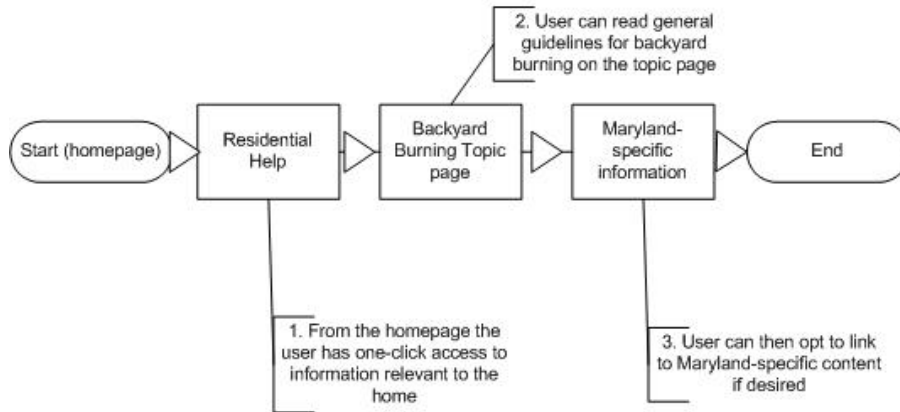 2. User can read general
guidelines for backyard
burning on the topic page
Start (homepage)
Residential
Help
Backyard
Burning Topic
page
Maryland-
specific
information
End
1. From the homepage the
user has one-click access to
information relevant to the
home
3. User can then opt to link
to Maryland-specific content
if desired